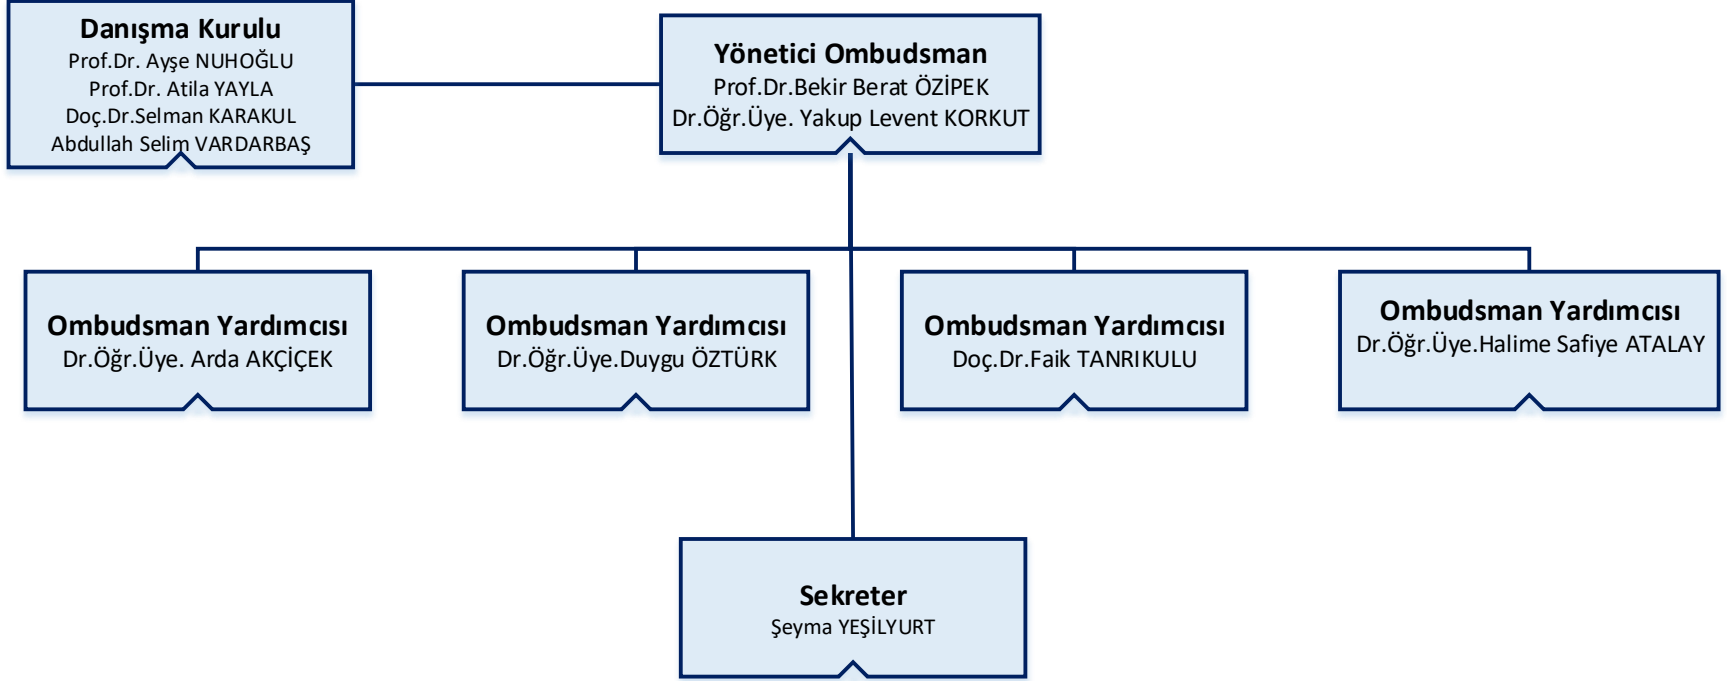 Danışma Kurulu
Prof.Dr. Ayşe NUHOĞLU
Prof.Dr. Atila YAYLA
Doç.Dr.Selman KARAKUL
Abdullah Selim VARDARBAŞ
Yönetici Ombudsman
Prof.Dr.Bekir Berat ÖZİPEK
Dr.Öğr.Üye. Yakup Levent KORKUT
Ombudsman Yardımcısı
Dr.Öğr.Üye. Arda AKÇİÇEK
Ombudsman Yardımcısı
Dr.Öğr.Üye.Duygu ÖZTÜRK
Ombudsman Yardımcısı
Doç.Dr.Faik TANRIKULU
Ombudsman Yardımcısı
Dr.Öğr.Üye.Halime Safiye ATALAY
Sekreter
Şeyma YEŞİLYURT